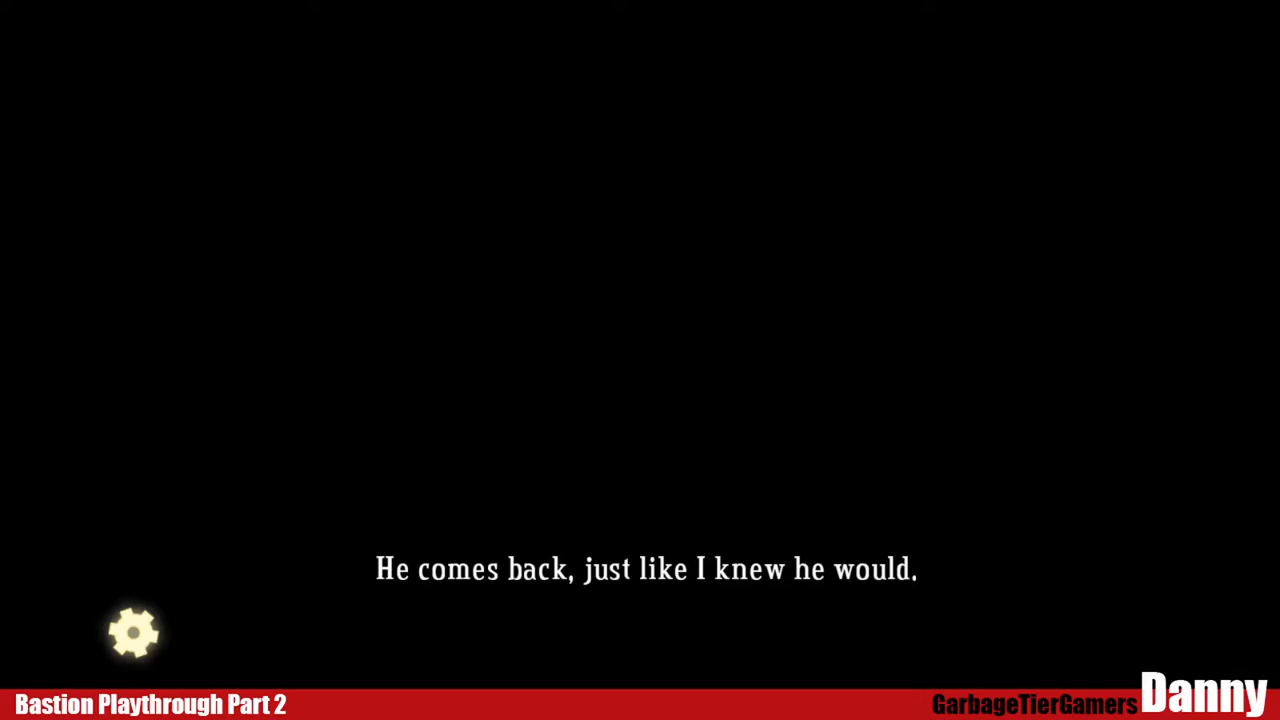 He comes back, just like I knew he would.
Bastion Playthrough Part 2
GarbageTierGamers Danny